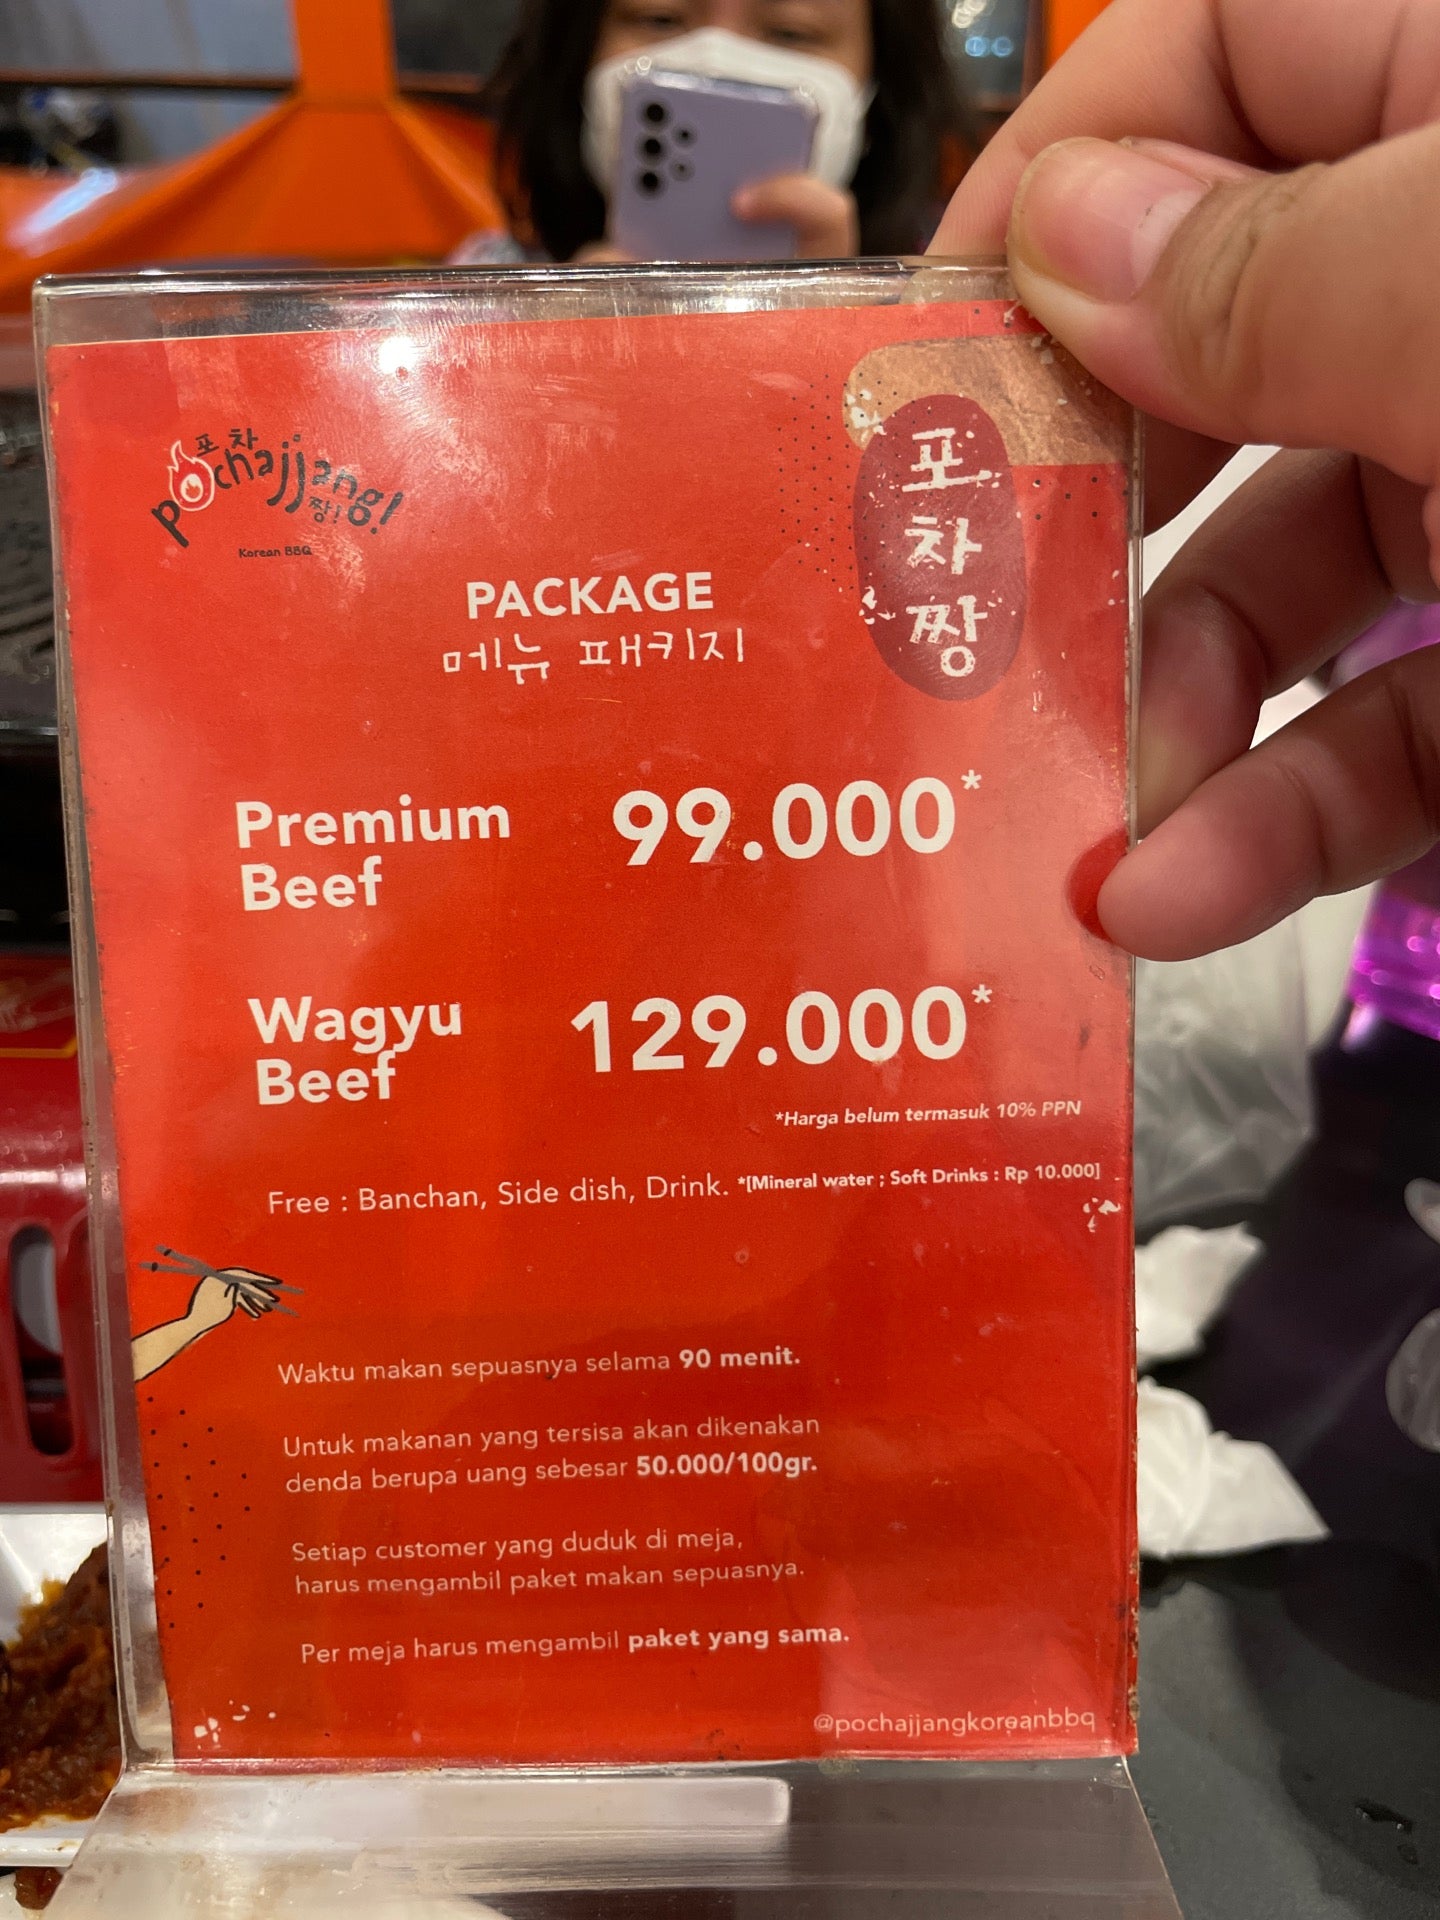 포차
pochajjang!
짱!
Korean BBQ
포
차
짱
PACKAGE
메뉴 패키지
Premium
Beef
99.000*
Wagyu
Beef
129.000*
*Harga belum termasuk 10% PPN
Free : Banchan, Side dish, Drink. *[Mineral water ; Soft Drinks : Rp 10.000]
Waktu makan sepuasnya selama 90 menit.
Untuk makanan yang tersisa akan dikenakan
denda berupa uang sebesar 50.000/100gr.
Setiap customer yang duduk di meja,
harus mengambil paket makan sepuasnya.
Per meja harus mengambil paket yang sama.
@pochajjangkoreanbbq